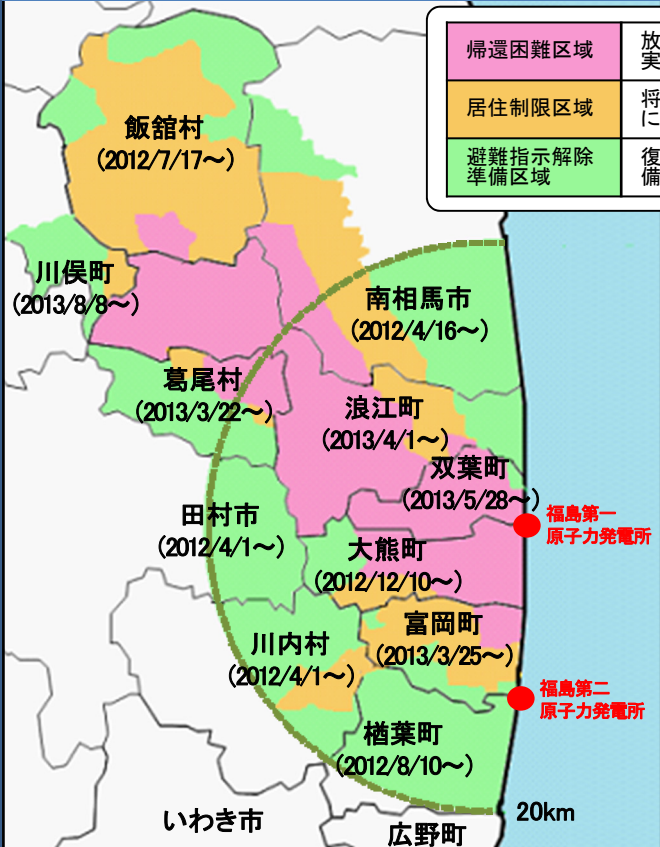 帰還困難区域
放
実
居住制限区域
将
に
避難指示解除
準備区域
復
備
飯舘村
(2012/7/17～)
川俣町
(2013/8/8～)
南相馬市
(2012/4/16～)
葛尾村
(2013/3/22～)
浪江町
(2013/4/1～)
双葉町
(2013/5/28～)
福島第一
原子力発電所
田村市
(2012/4/1～)
大熊町
(2012/12/10～)
富岡町
(2013/3/25～)
川内村
(2012/4/1～)
福島第二
原子力発電所
楢葉町
(2012/8/10～)
20km
いわき市
広野町